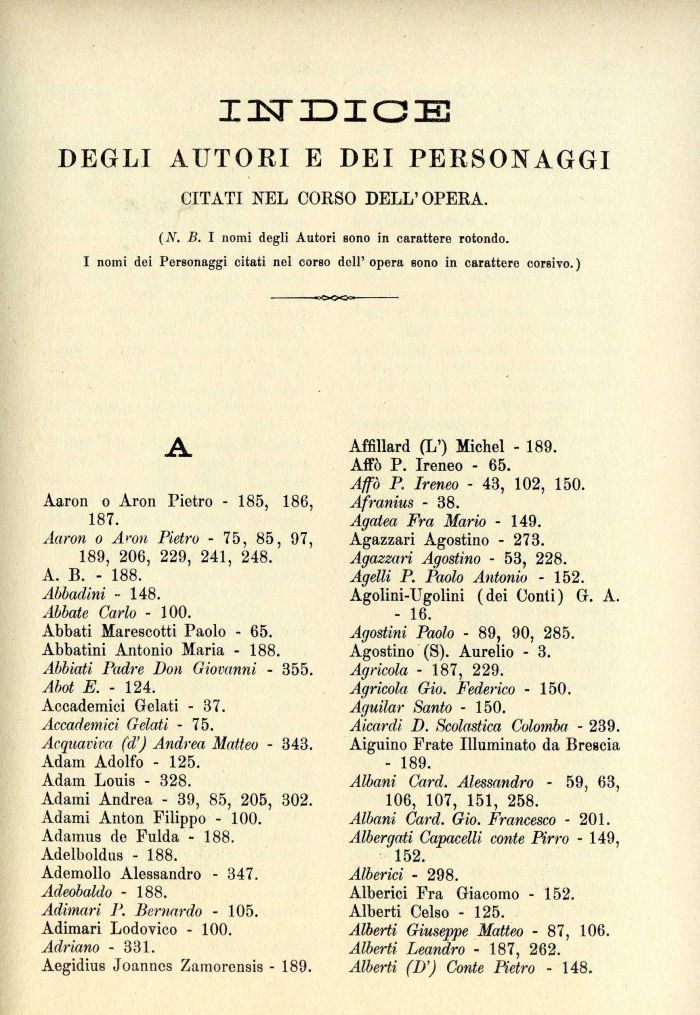 INDICE
DEGLI AUTORI E DEI PERSONAGGI
CITATI NEL CORSO DELL'OPERA.
(N. B. I nomi degli Autori sono in carattere rotondo.
I nomi dei Personaggi citati nel corso dell' opera sono in carattere corsivo.)
A
Aaron o Aron Pietro - 185, 186,
187.
Aaron o Aron Pietro - 75, 85, 97,
189, 206, 229, 241, 248.
A. B. - 188.
Abbadini - 148.
Abbate Carlo - 100.
Abbati Marescotti Paolo - 65.
Abbatini Antonio Maria - 188.
Abbiati Padre Don Giovanni - 355.
Abot E. - 124.
Accademici Gelati - 37.
Accademici Gelati - 75.
Acquaviva (d') Andrea Matteo - 343.
Adam Adolfo - 125.
Adam Louis - 328.
Adami Andrea - 39, 85, 205, 302.
Adami Anton Filippo - 100.
Adamus de Fulda - 188.
Adelboldus - 188.
Ademollo Alessandro - 347.
Adeobaldo - 188.
Adimari P. Bernardo - 105.
Adimari Lodovico - 100.
Adriano - 331.
Aegidius Joannes Zamorensis - 189.
Affillard (L') Michel - 189.
Affò P. Ireneo - 65.
Affò P. Ireneo - 43, 102, 150.
Afranius - 38.
Agatea Fra Mario - 149.
Agazzari Agostino - 273.
Agazzari Agostino - 53, 228.
Agelli P. Paolo Antonio - 152.
Agolini-Ugolini (dei Conti) G. A.
- 16.
Agostini Paolo - 89, 90, 285.
Agostino (S). Aurelio - 3.
Agricola - 187, 229.
Agricola Gio. Federico - 150.
Aguilar Santo - 150.
Aicardi D. Scolastica Colomba - 239.
Aiguino Frate Illuminato da Brescia
- 189.
Albani Card. Alessandro - 59, 63,
106, 107, 151, 258.
Albani Card. Gio. Francesco - 201.
Albergati Capacelli conte Pirro - 149,
152.
Alberici - 298.
Alberici Fra Giacomo - 152.
Alberti Celso - 125.
Alberti Giuseppe Matteo - 87, 106.
Alberti Leandro - 187, 262.
Alberti (D') Conte Pietro - 148.